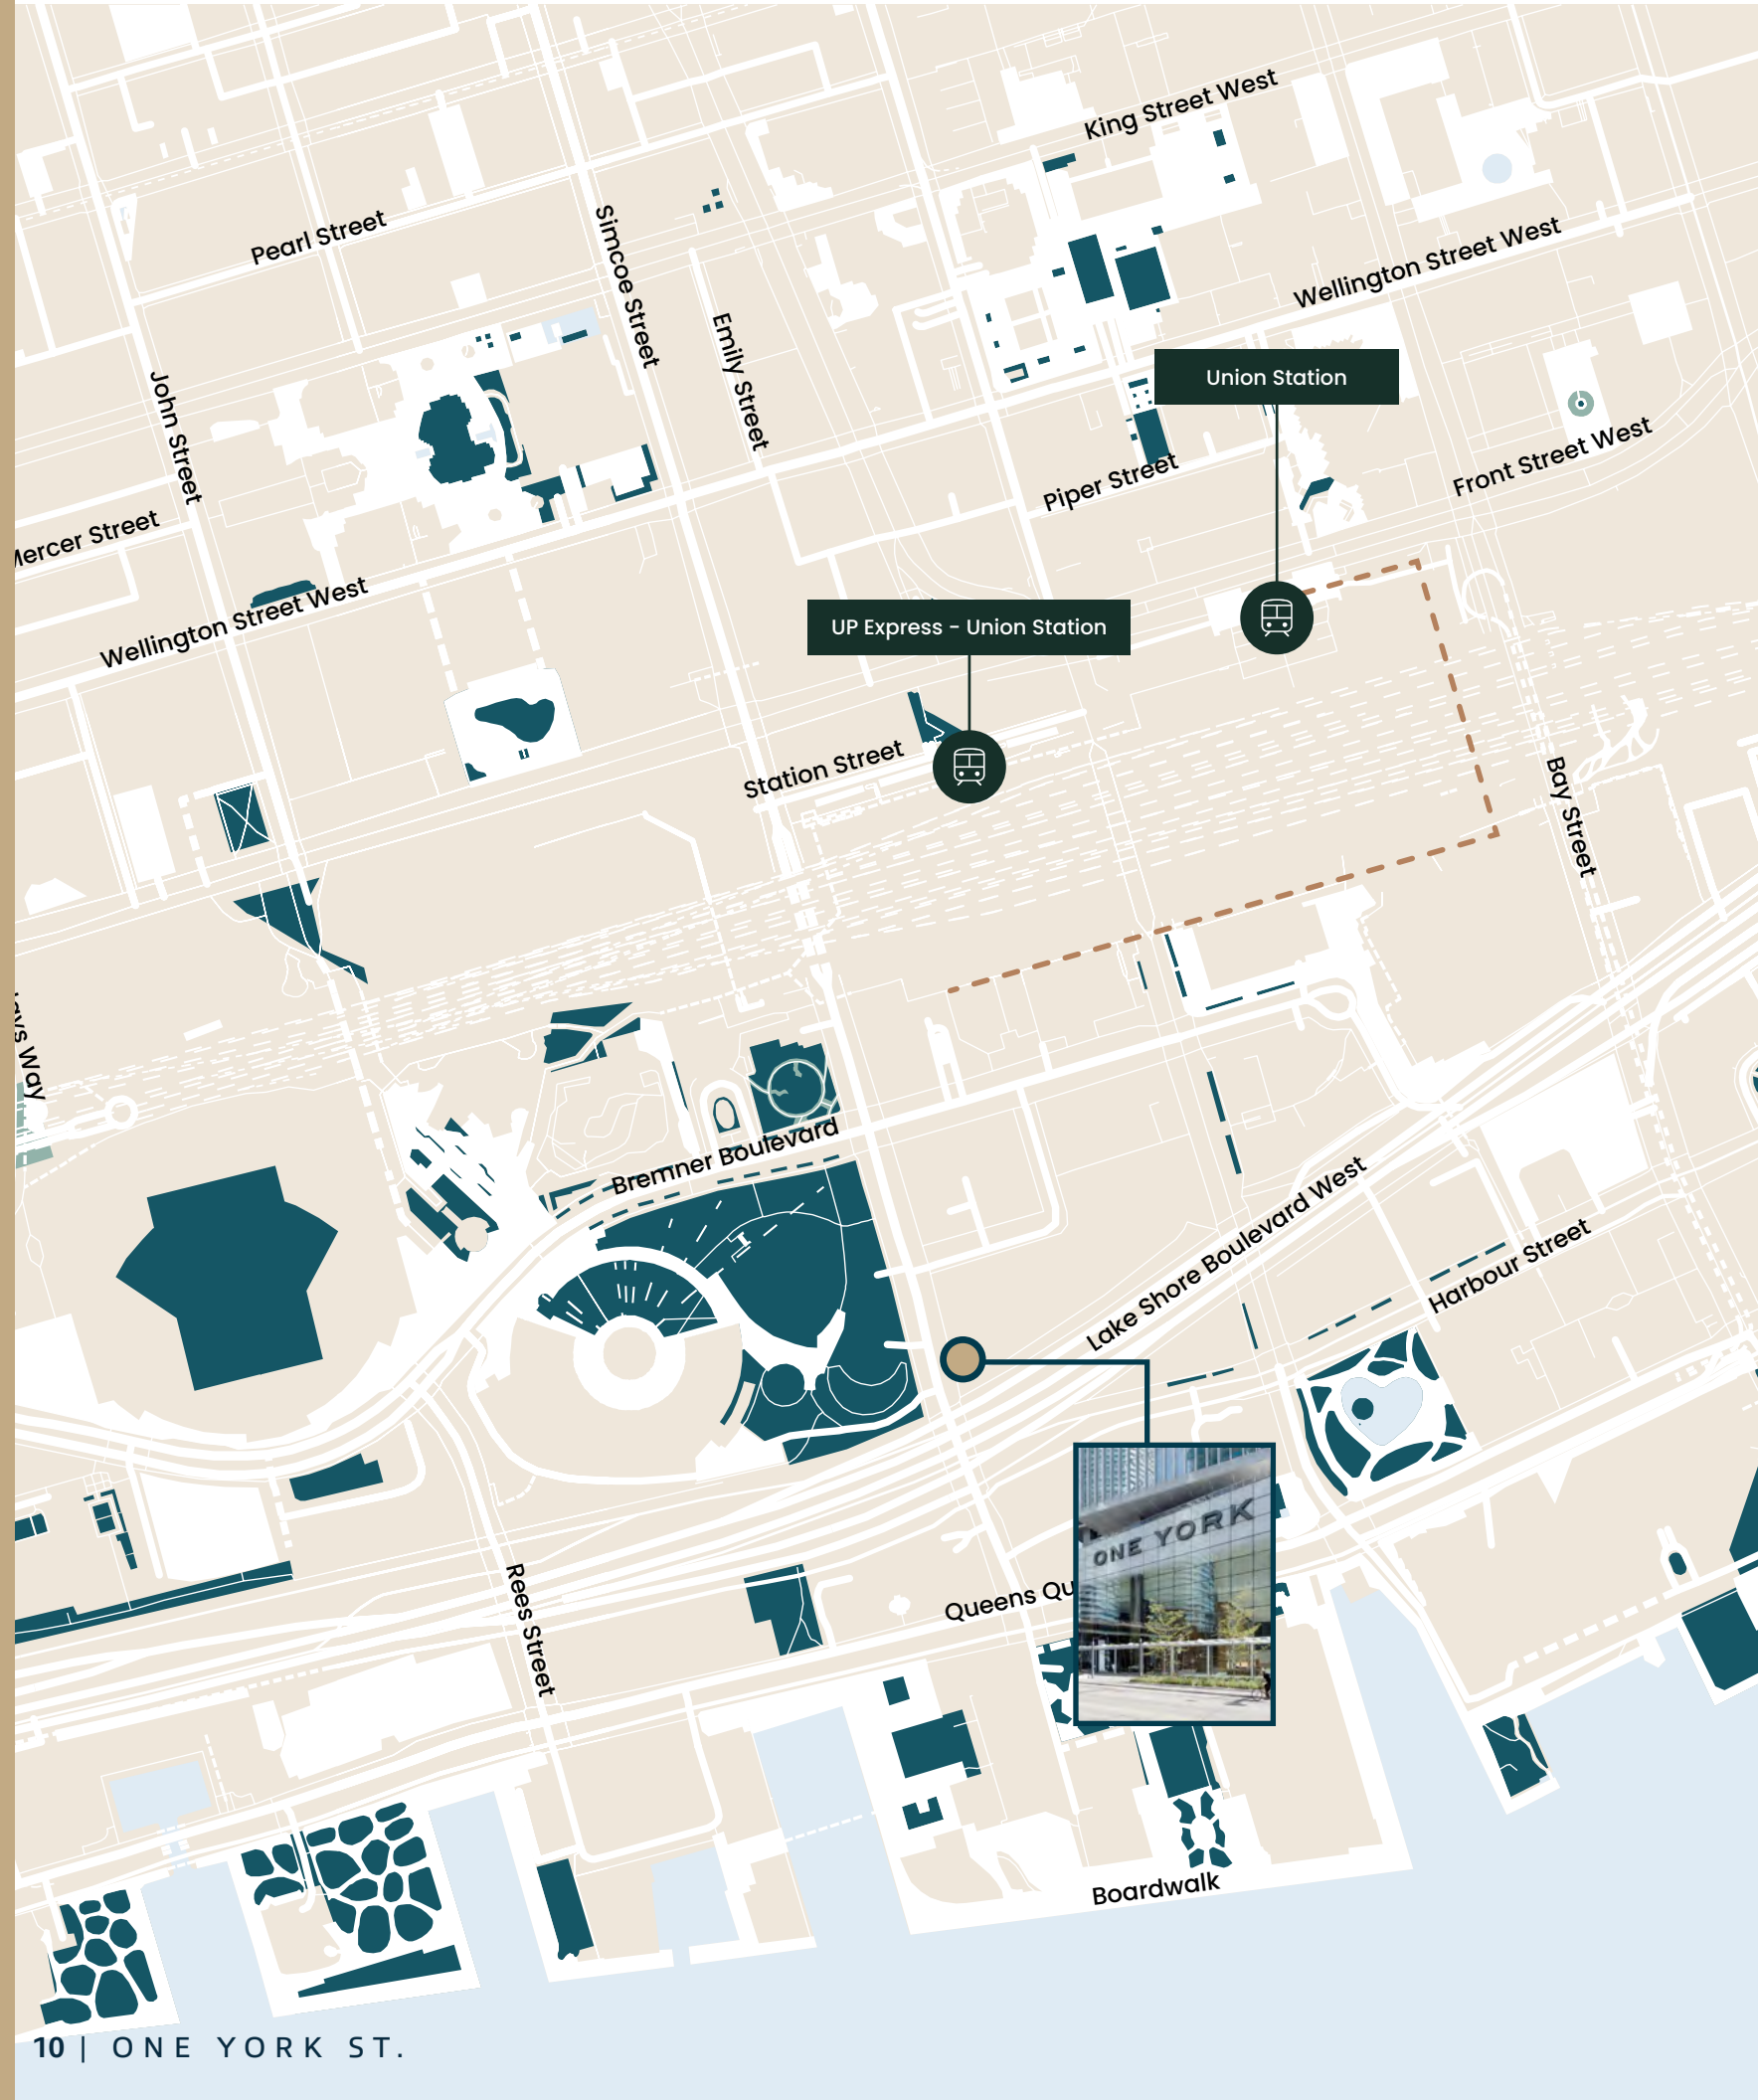 King Street West
Pearl Street
Simcoe Street
Wellington Street West
Emily Street
Union Station
John Street
Front Street West
Piper Street
Mercer Street
Wellington Street West
UP Express - Union Station
Station Street
Bay Street
Way
Bremner Boulevard
Lake Shore Boulevard West
Harbour Street
ONE YORK
Rees Street
Queens Qu
Boardwalk
10 | ONE YORK ST.